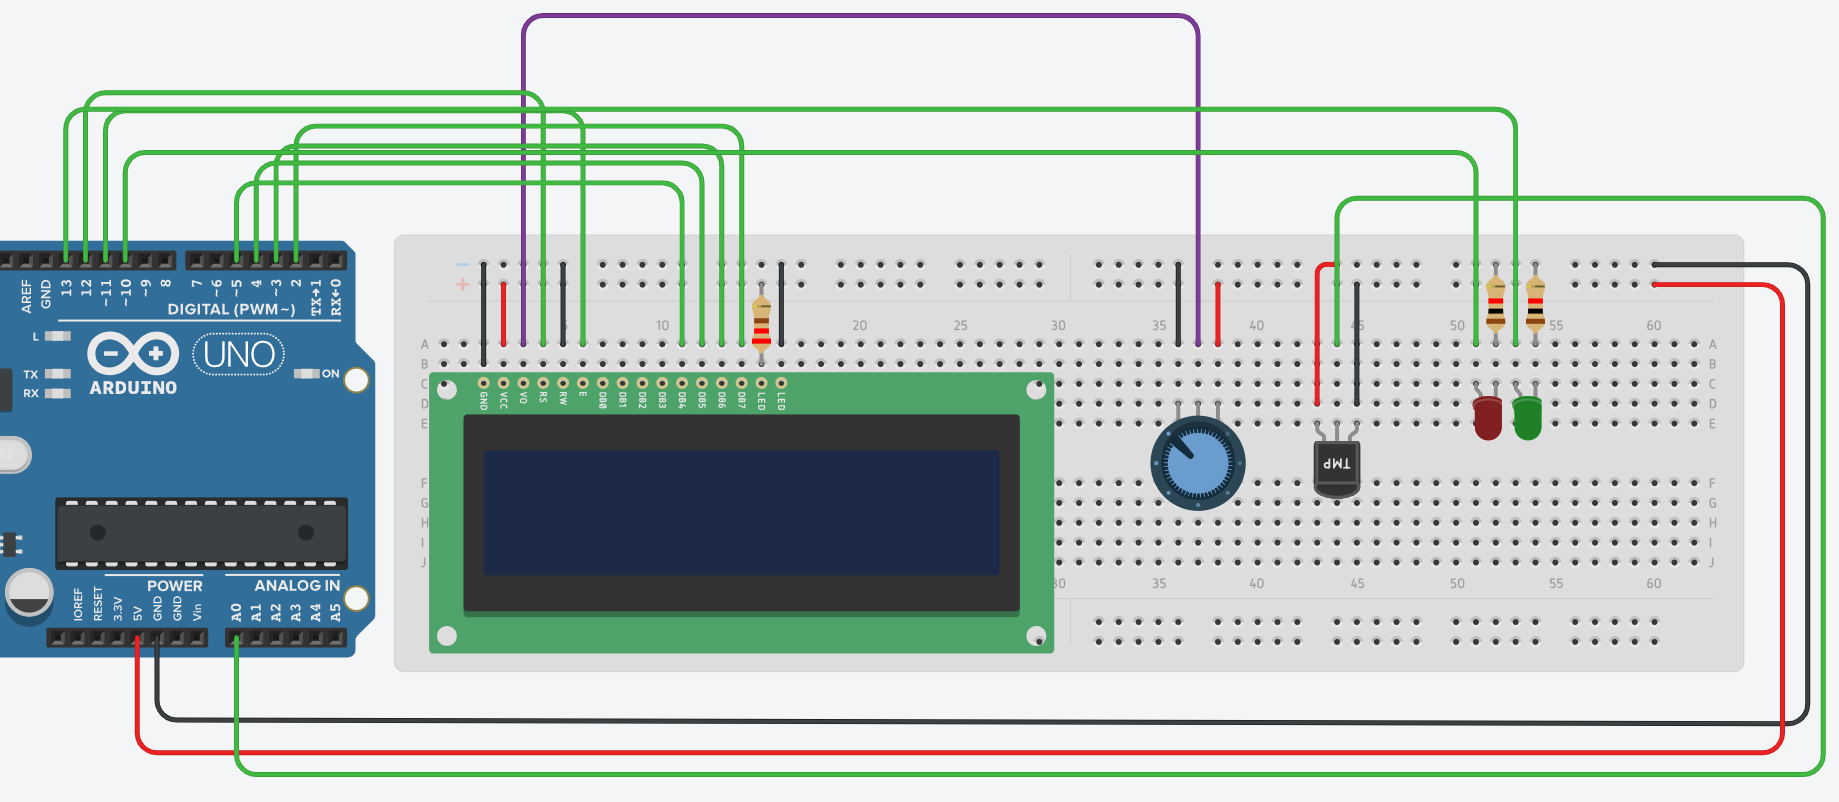 5 10 15 20 25 30 35 40 45 50 55 60
A A
B B
C C
D D
E E
F F
G G
H H
I I
J J
30 35 40 45 50 55 60
AREF GND 13 12 ~11 ~10 ~9 8 7 ~6 ~5 4 ~3 2 TX→1 RX←0
DIGITAL (PWM~)
L
TX
RX
UNO
ARDUINO
ON
GND VCC VO RS RW E DB0 DB1 DB2 DB3 DB4 DB5 DB6 DB7 LED LED
TMP
POWER
ANALOG IN
IOREF RESET 3.3V 5V GND GND Vin A0 A1 A2 A3 A4 A5